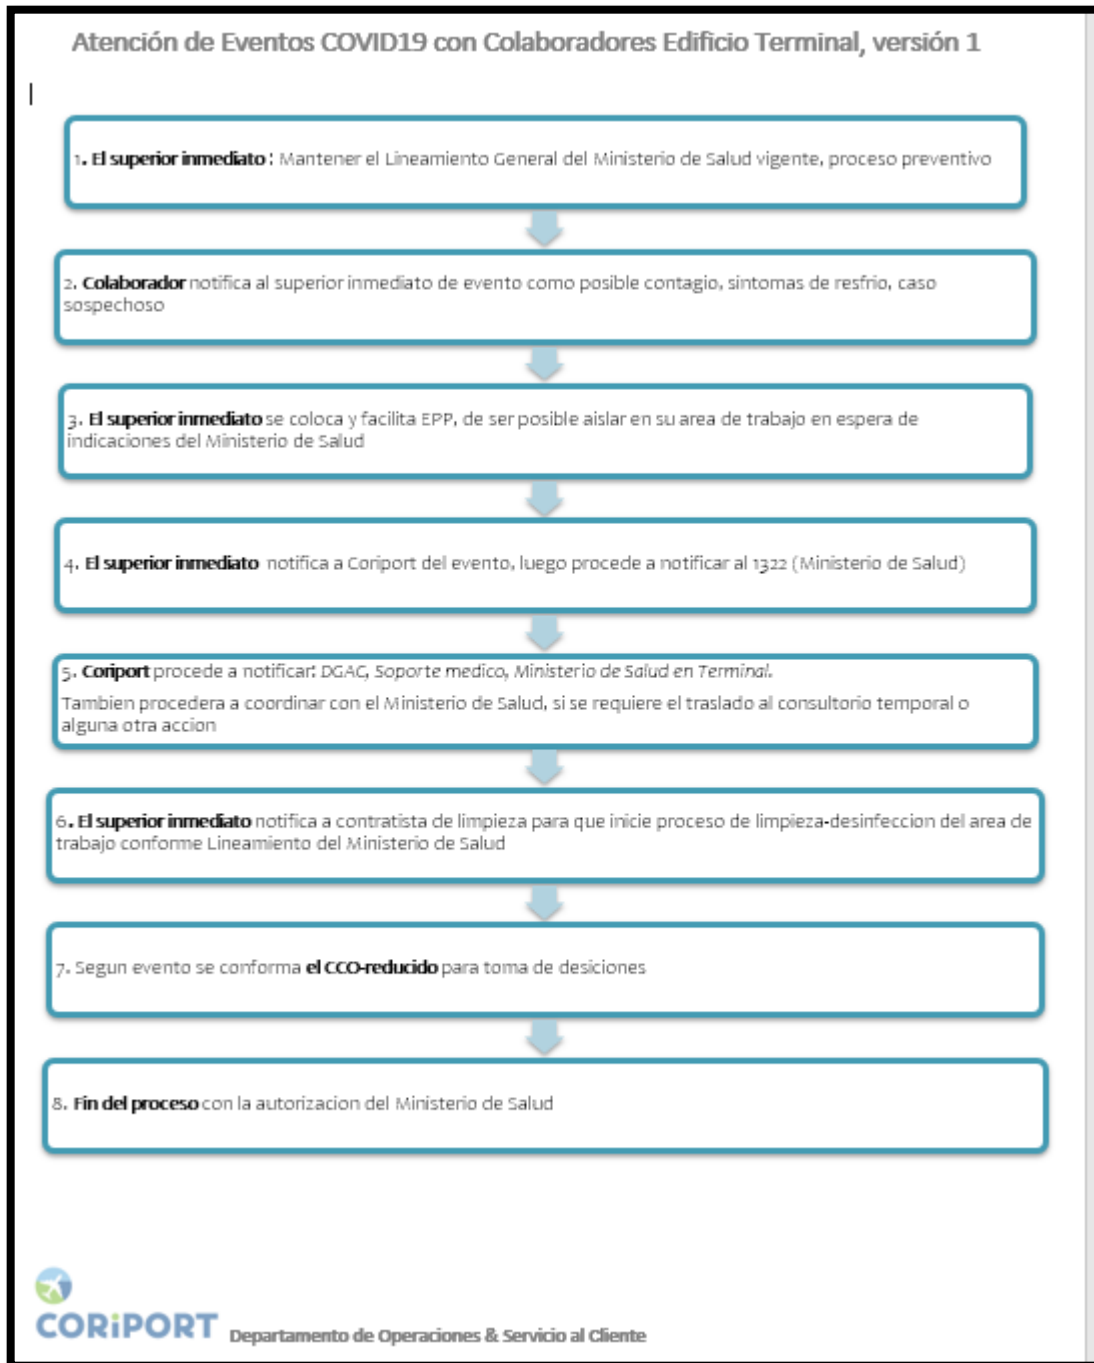 Atención de Eventos COVID19 con Colaboradores Edificio Terminal, versión 1
1. El superior inmediato : Mantener el Lineamiento General del Ministerio de Salud vigente, proceso preventivo
2. Colaborador notifica al superior inmediato de evento como posible contagio, sintomas de resfrio, caso
sospechoso
3. El superior inmediato se coloca y facilita EPP, de ser posible aislar en su area de trabajo en espera de
indicaciones del Ministerio de Salud
4. El superior inmediato notifica a Coriport del evento, luego procede a notificar al 1322 (Ministerio de Salud)
5. Coriport procede a notificar: DGAC, Soporte medico, Ministerio de Salud en Terminal.
Tambien procedera a coordinar con el Ministerio de Salud, si se requiere el traslado al consultorio temporal o
alguna otra accion
6. El superior inmediato notifica a contratista de limpieza para que inicie proceso de limpieza-desinfeccion del area de
trabajo conforme Lineamiento del Ministerio de Salud
7. Segun evento se conforma el CCO-reducido para toma de desiciones
8. Fin del proceso con la autorizacion del Ministerio de Salud
CORiPORT Departamento de Operaciones & Servicio al Cliente